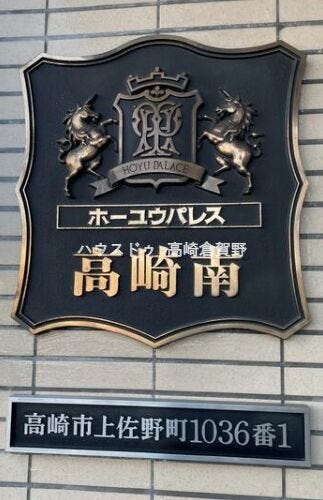 HOYU PALACE
ホーユウパレス
ハウスドゥ 高崎倉賀野
高崎南
高崎市上佐野町1036番1